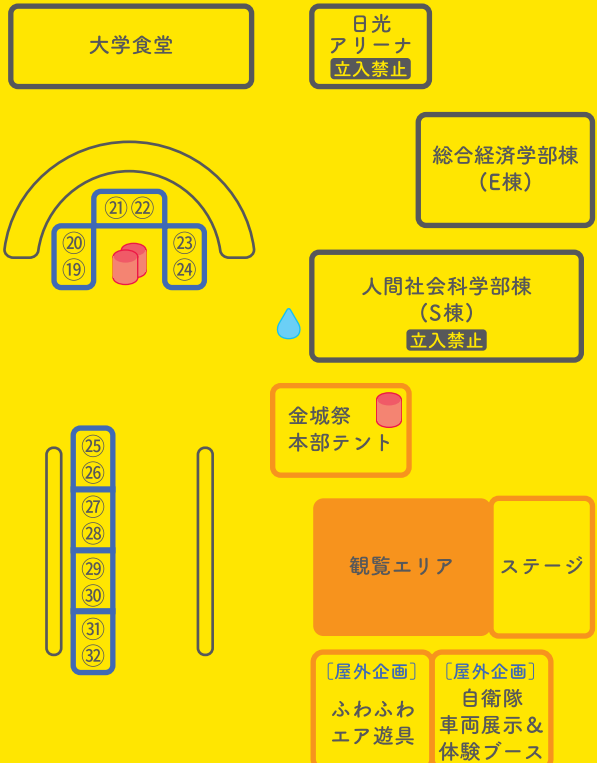 大学食堂
日光
アリーナ
立入禁止
総合経済学部棟
（E棟）
㉑ ㉒
⑳
⑲
㉓
㉔
人間社会科学部棟
（S棟）
立入禁止
金城祭
本部テント
㉕
㉖
㉗
㉘
㉙
㉚
㉛
㉜
観覧エリア
ステージ
［屋外企画］
ふわふわ
エア遊具
［屋外企画］
自衛隊
車両展示＆
体験ブース